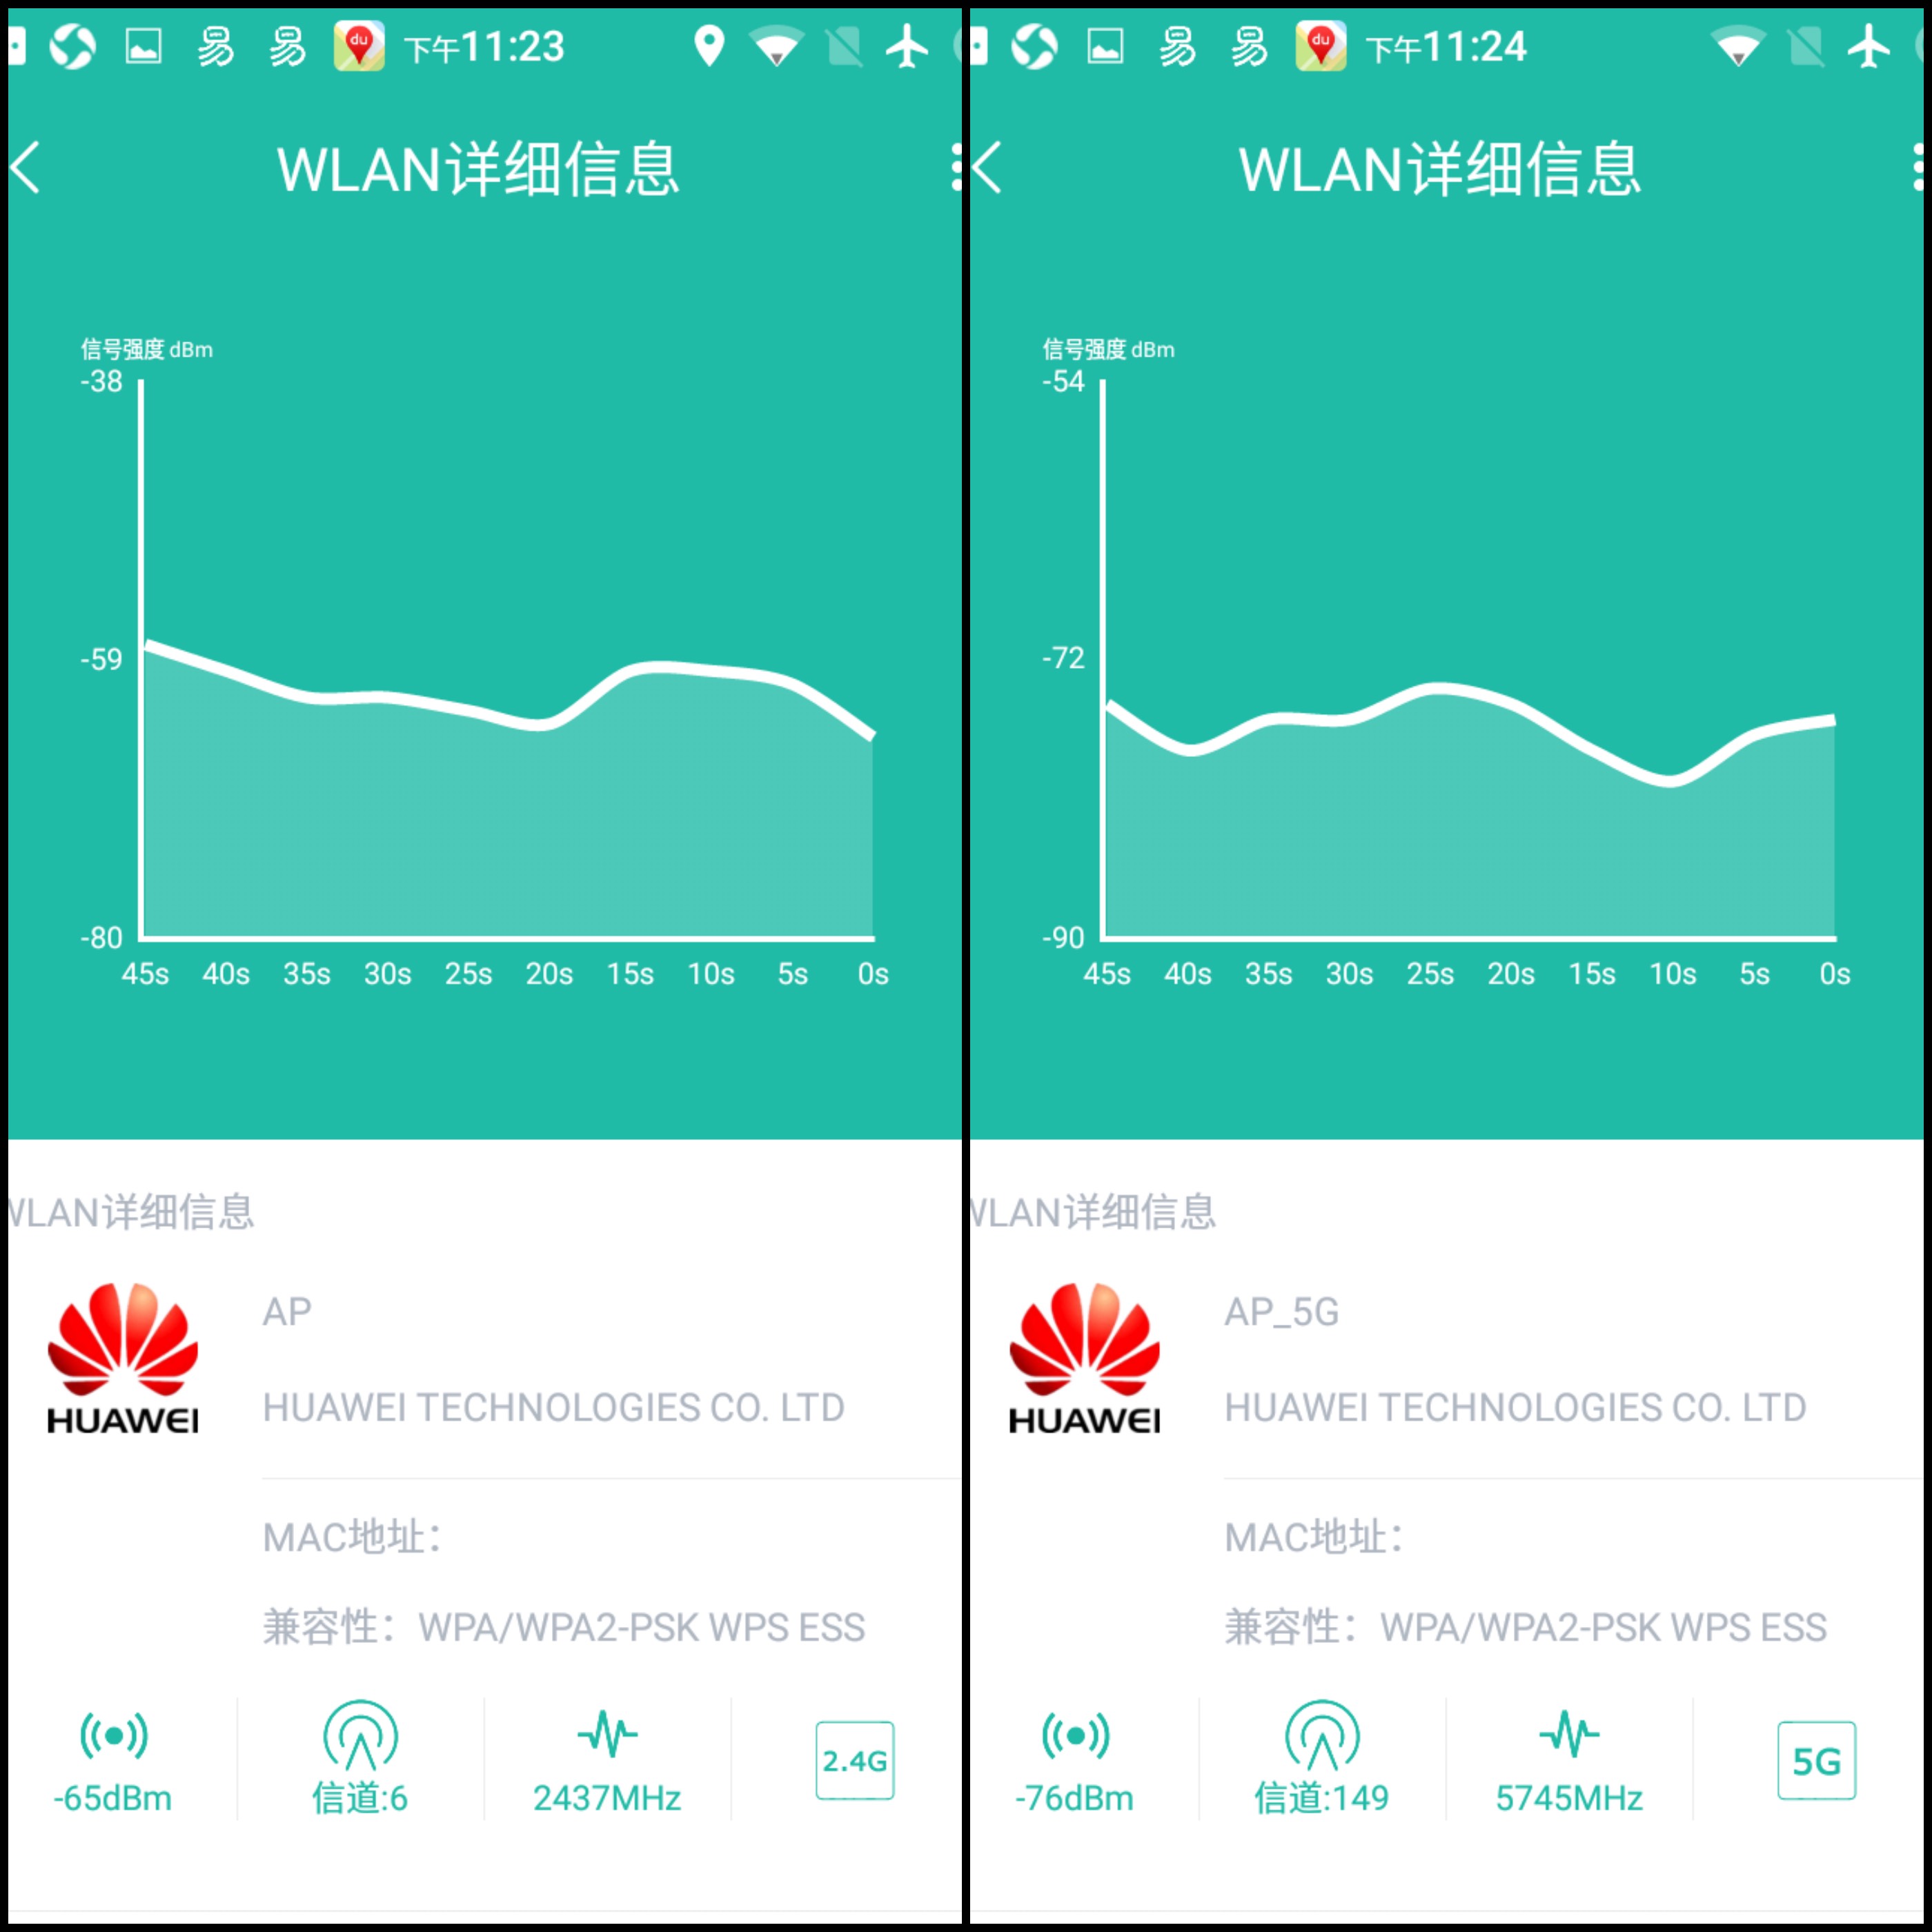 易 易 du 下午11:23
WLAN详细信息
信号强度 dBm
-38
-59
-80
45s 40s 35s 30s 25s 20s 15s 10s 5s 0s
WLAN详细信息
HUAWEI
AP
HUAWEI TECHNOLOGIES CO. LTD
MAC地址：
兼容性：WPA/WPA2-PSK WPS ESS
-65dBm 信道:6 2437MHz 2.4G
易 易 du 下午11:24
WLAN详细信息
信号强度 dBm
-54
-72
-90
45s 40s 35s 30s 25s 20s 15s 10s 5s 0s
WLAN详细信息
HUAWEI
AP_5G
HUAWEI TECHNOLOGIES CO. LTD
MAC地址：
兼容性：WPA/WPA2-PSK WPS ESS
-76dBm 信道:149 5745MHz 5G